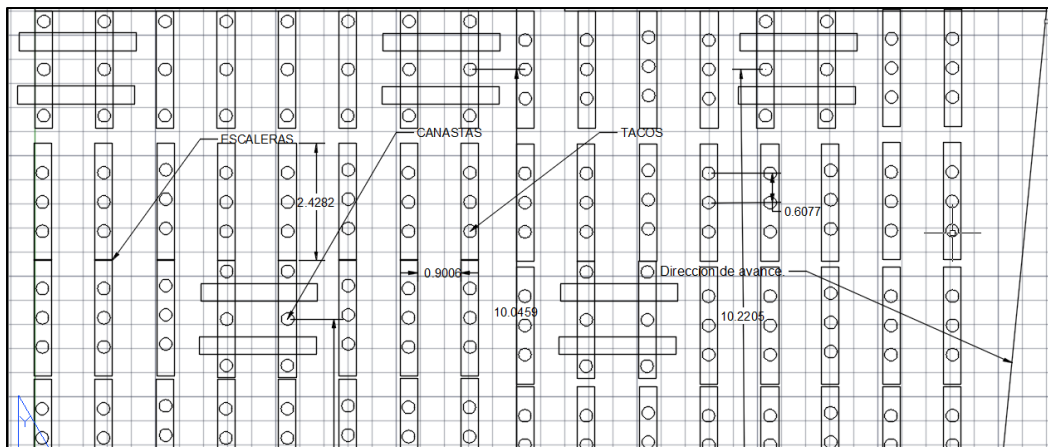 ESCALERAS
CANASTAS
TACOS
2.4282
0.6077
0.9006
Direccion de avance.
10.0459
10.2205
Y